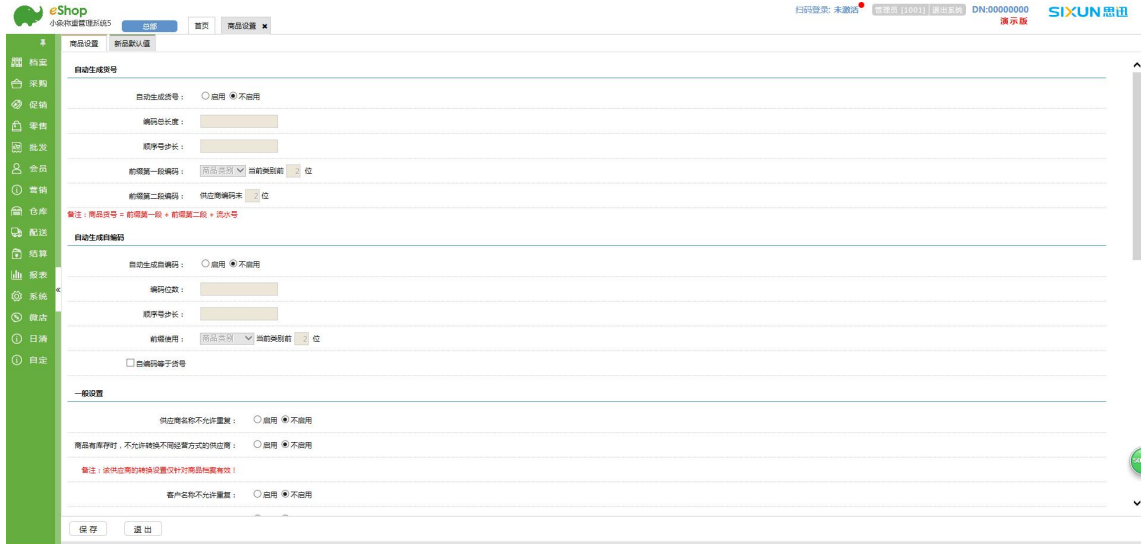 eShop
小象称重管理系统5
总部
首页
商品设置 ×
扫码登录: 未激活
管理员 [1001] | 退出系统
DN:00000000
演示版
SIXUN思迅
商品设置
新品默认值
档案
采购
促销
零售
批发
会员
营销
仓库
配送
结算
报表
系统
微店
日清
自定
自动生成货号
自动生成货号： 启用 不启用
编码总长度：
顺序号步长：
前缀第一段编码： 商品类别 当前类别前 2 位
前缀第二段编码： 供应商编码末 2 位
备注：商品货号 = 前缀第一段 + 前缀第二段 + 流水号
自动生成自编码
自动生成自编码： 启用 不启用
编码位数：
顺序号步长：
前缀使用： 商品类别 当前类别前 2 位
自编码等于货号
一般设置
供应商名称不允许重复： 启用 不启用
商品有库存时，不允许转换不同经营方式的供应商： 启用 不启用
备注：该供应商的转换设置仅针对商品档案有效！
客户名称不允许重复： 启用 不启用
保存
退出